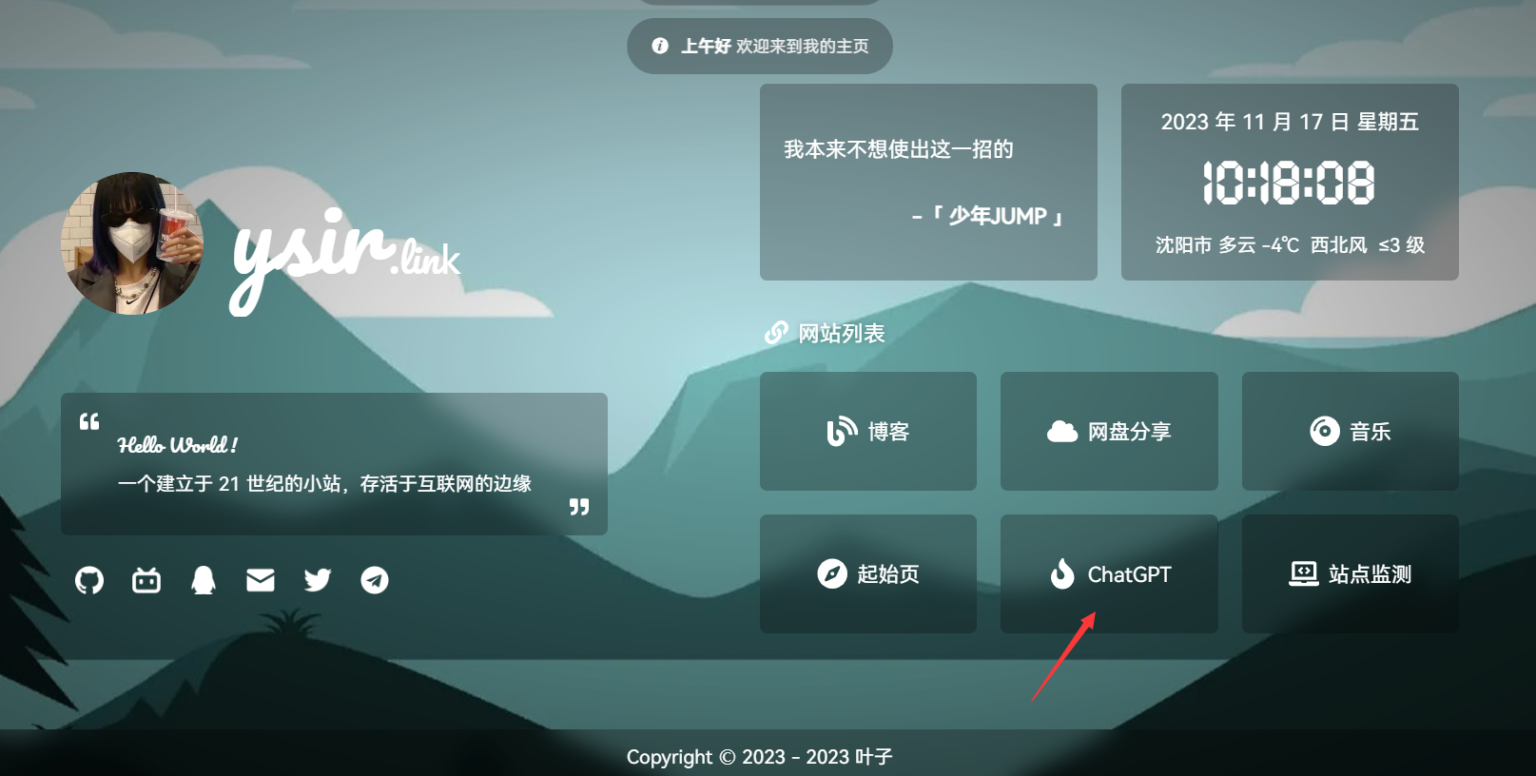 上午好 欢迎来到我的主页
ysir.link
“
Hello World !
一个建立于 21 世纪的小站，存活于互联网的边缘
”
我本来不想使出这一招的
-「 少年JUMP 」
2023 年 11 月 17 日 星期五
10:18:08
沈阳市 多云 -4℃ 西北风 ≤3 级
网站列表
博客
网盘分享
音乐
起始页
ChatGPT
站点监测
Copyright © 2023 - 2023 叶子